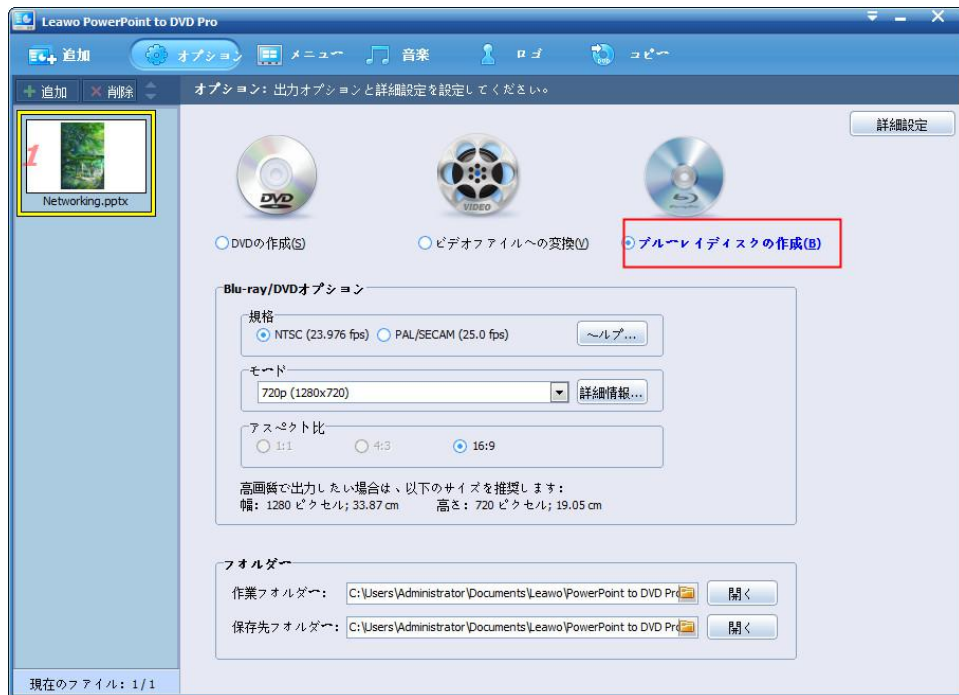 Leawo PowerPoint to DVD Pro
追加
オプション
メニュー
音楽
ロゴ
コピー
追加
削除
オプション: 出力オプションと詳細設定を設定してください。
詳細設定
1
Networking.pptx
DVD
VIDEO
DVDの作成(S)
ビデオファイルへの変換(V)
ブルーレイディスクの作成(B)
Blu-ray/DVDオプション
規格
NTSC (23.976 fps)
PAL/SECAM (25.0 fps)
ヘルプ...
モード
720p (1280x720)
詳細情報...
アスペクト比
1:1
4:3
16:9
高画質で出力したい場合は、以下のサイズを推奨します:
幅: 1280 ピクセル; 33.87 cm 高さ: 720 ピクセル; 19.05 cm
フォルダー
作業フォルダー: C:\Users\Administrator\Documents\Leawo\PowerPoint to DVD Pro
開く
保存先フォルダー: C:\Users\Administrator\Documents\Leawo\PowerPoint to DVD Pro
開く
現在のファイル: 1/1